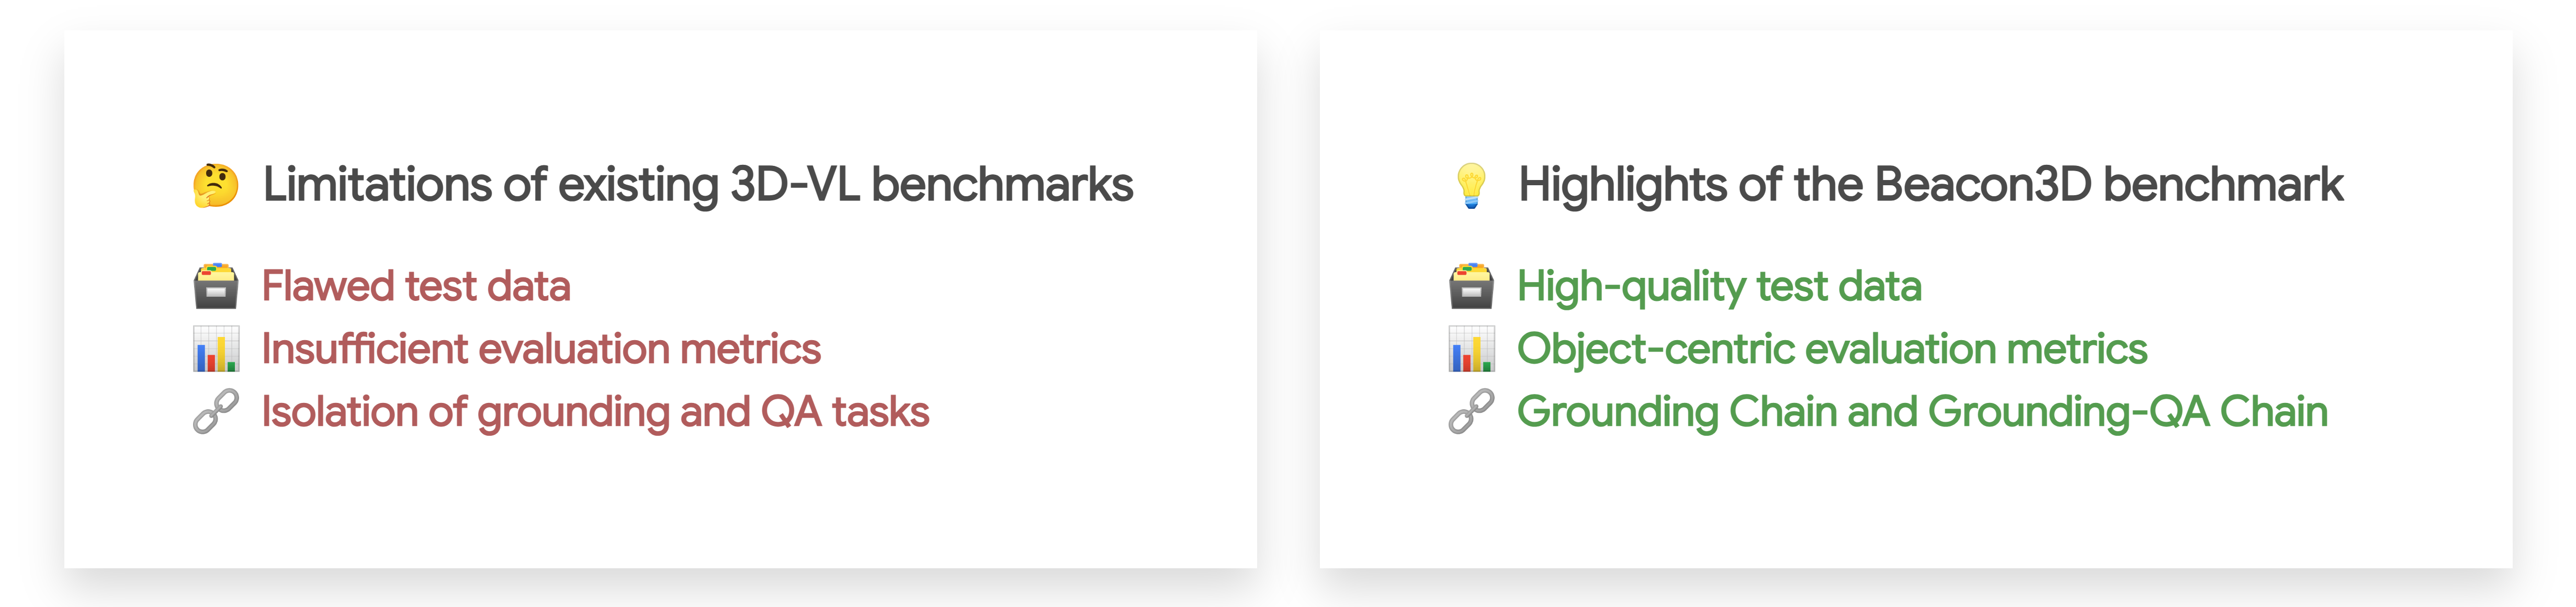 Limitations of existing 3D-VL benchmarks
Flawed test data
Insufficient evaluation metrics
Isolation of grounding and QA tasks
Highlights of the Beacon3D benchmark
High-quality test data
Object-centric evaluation metrics
Grounding Chain and Grounding-QA Chain